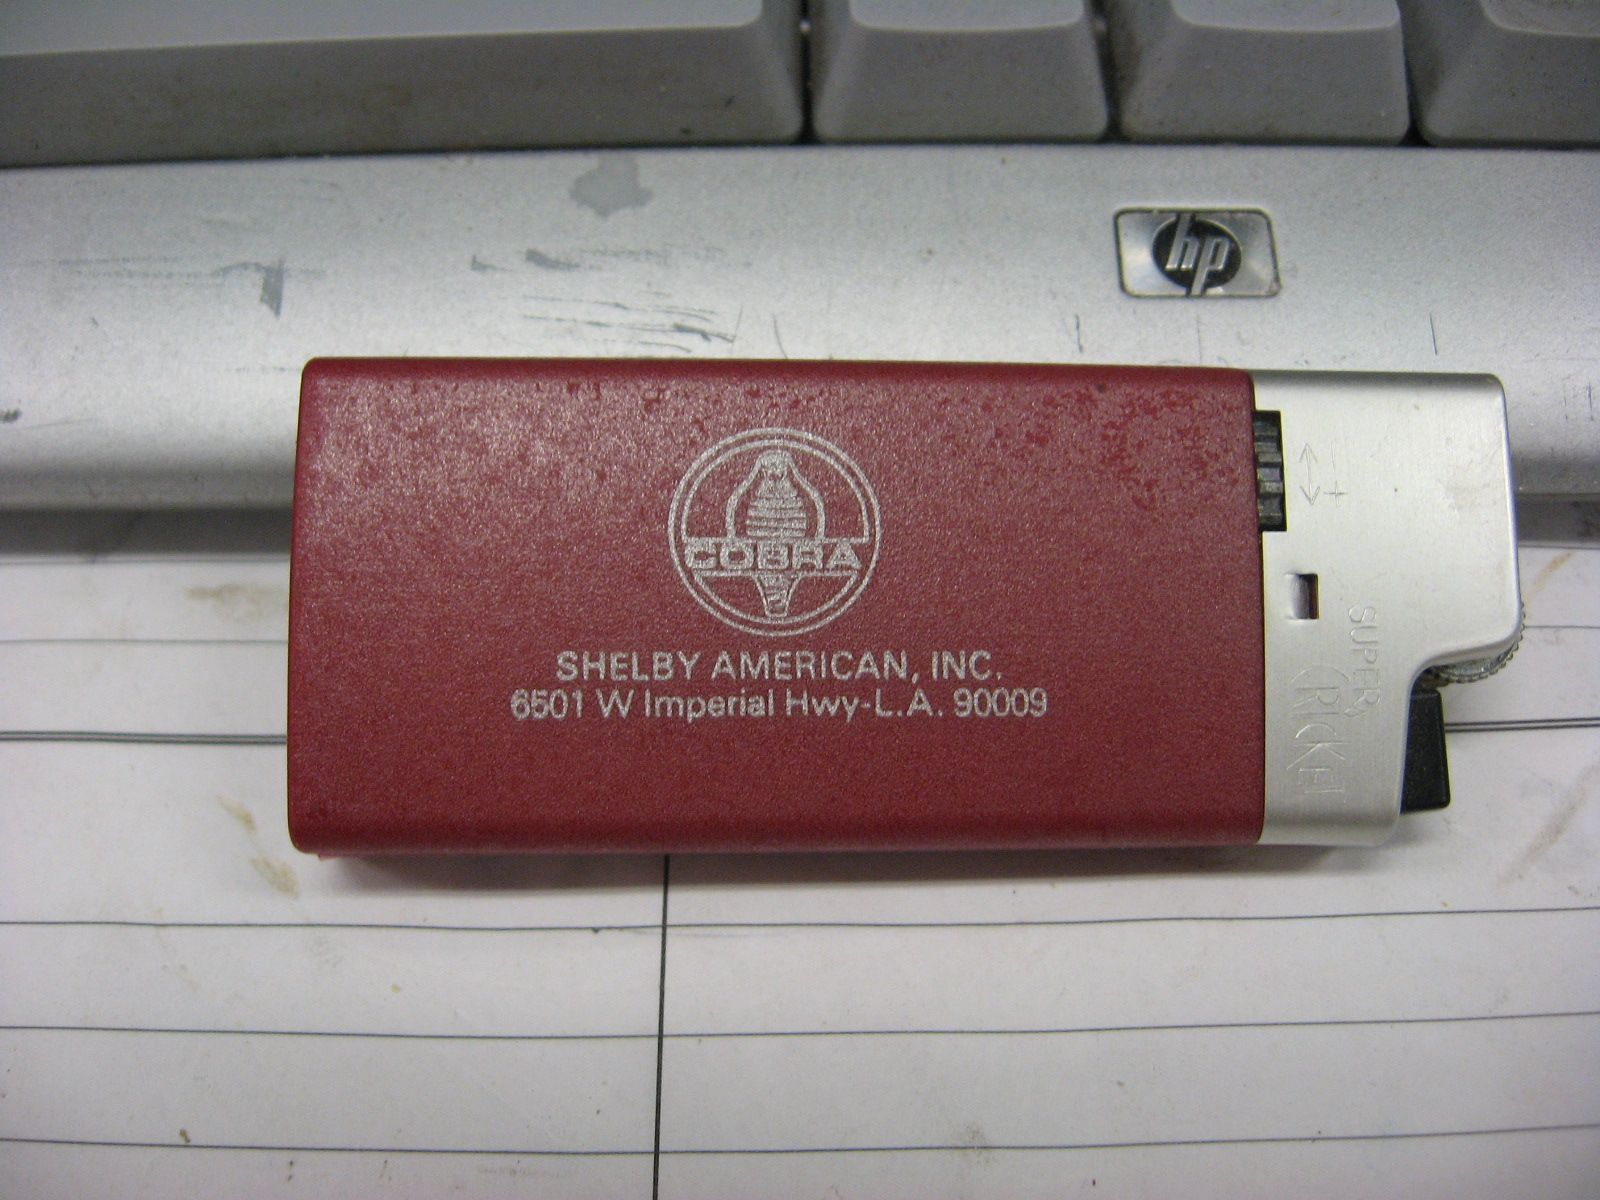 hp
COBRA
SHELBY AMERICAN, INC.
6501 W Imperial Hwy-L.A. 90009
SUPER
CRICKET